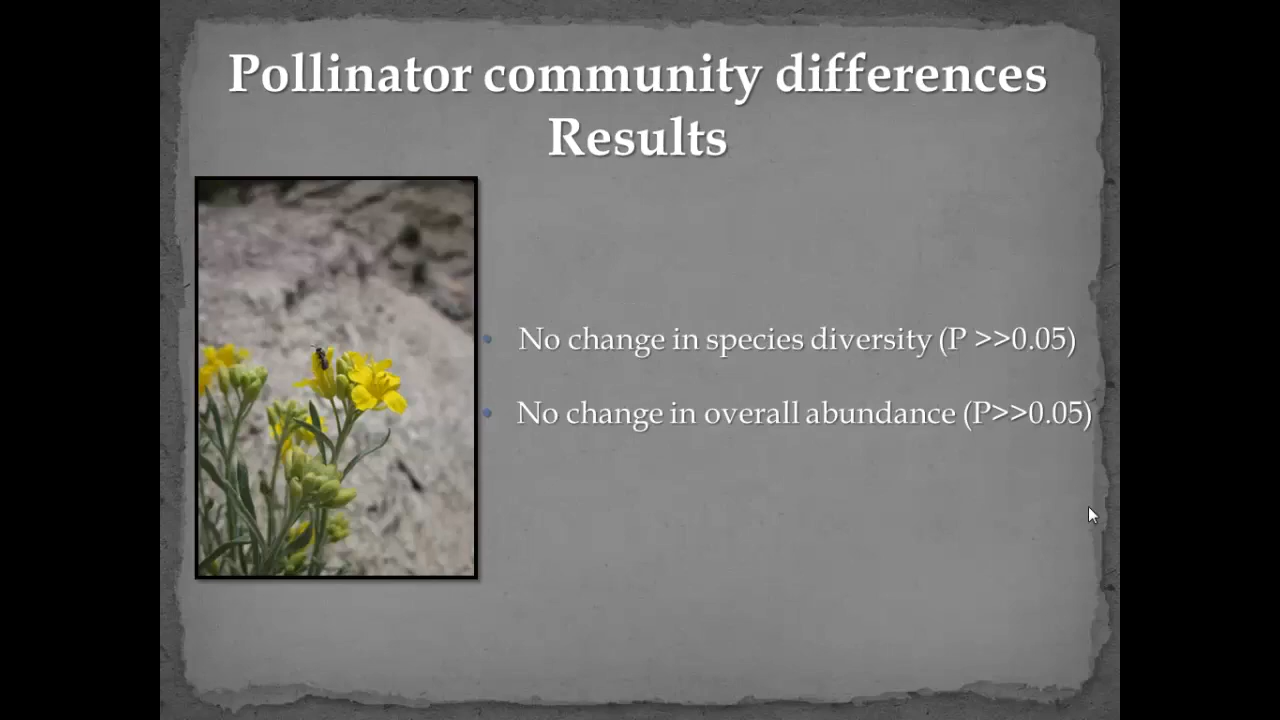 Pollinator community differences
Results
No change in species diversity (P >>0.05)
No change in overall abundance (P>>0.05)